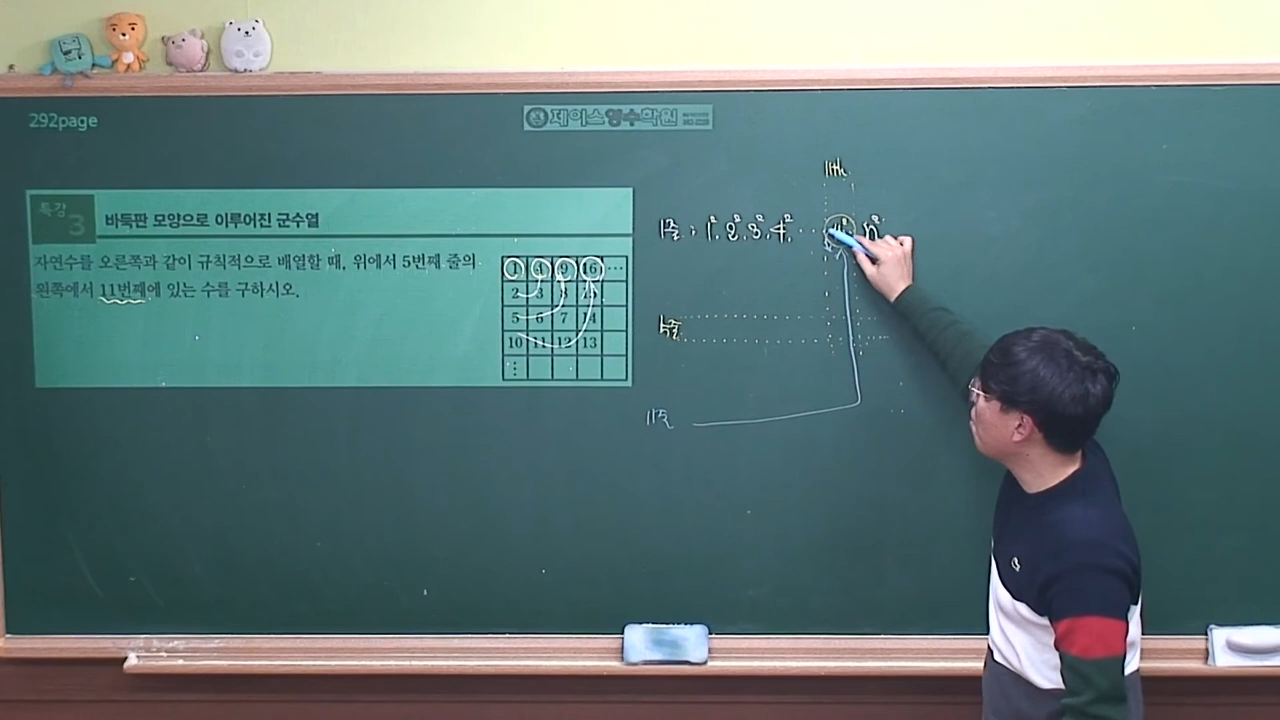 292page
제이스영수학원
특강 3 바둑판 모양으로 이루어진 군수열
자연수를 오른쪽과 같이 규칙적으로 배열할 때, 위에서 5번째 줄의
왼쪽에서 11번째에 있는 수를 구하시오.
1 4 9 16 ⋯
2 3 8 15
5 6 7 14
10 11 12 13
⋮
11th
1줄 : 1², 2², 3², 4², ⋯ 11² n²
5줄
11줄